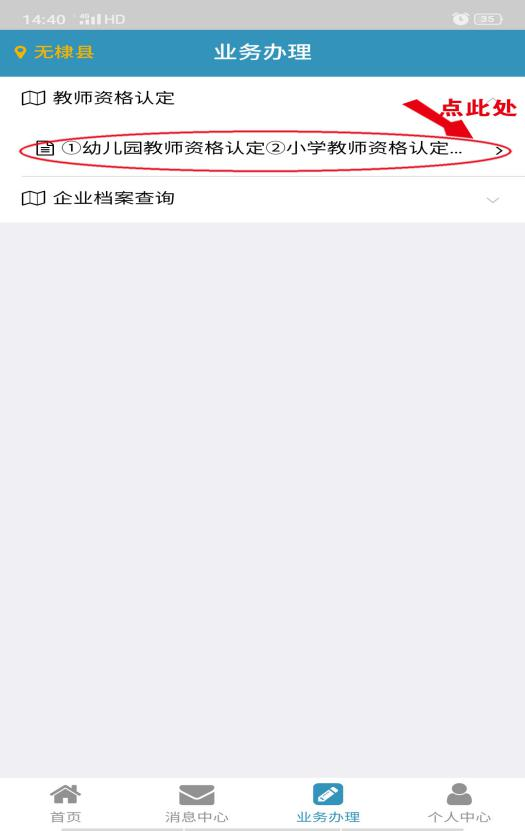 14:40 4G HD 35
无棣县 业务办理
教师资格认定
点此处
①幼儿园教师资格认定②小学教师资格认定...
企业档案查询
首页 消息中心 业务办理 个人中心